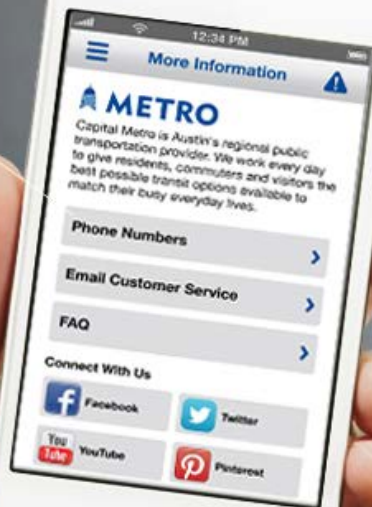 12:34 PM
More Information
METRO
Capital Metro is Austin's regional public
transportation provider. We work every day
to give residents, commuters and visitors the
best possible transit options available to
match their busy everyday lives.
Phone Numbers
Email Customer Service
FAQ
Connect With Us
f Facebook
Twitter
You
Tube YouTube
Pinterest